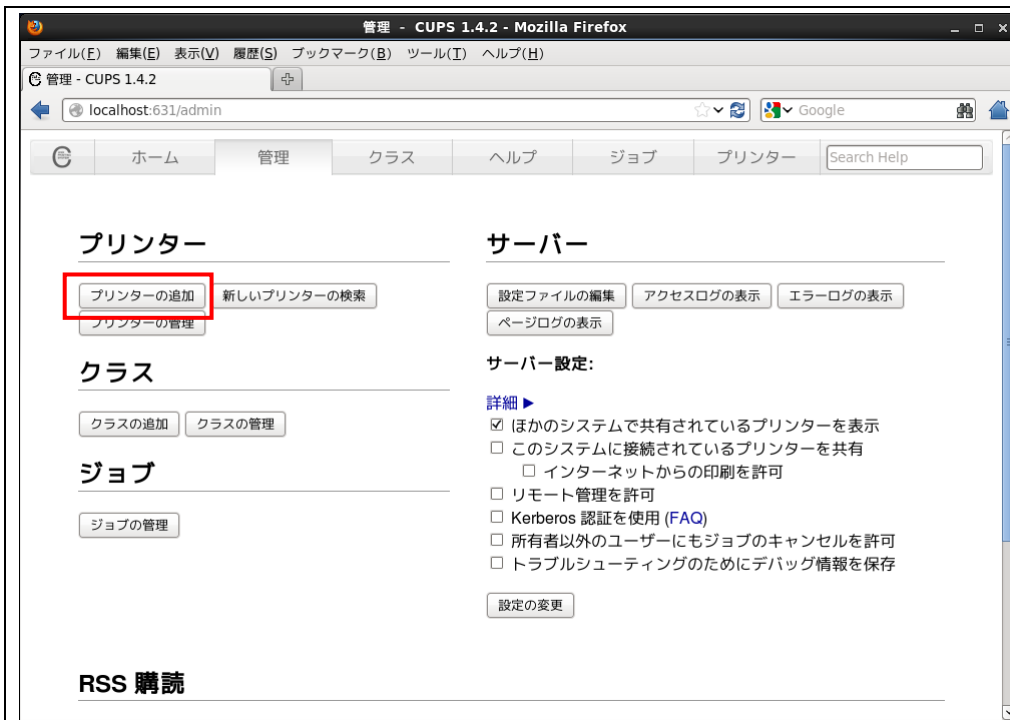 管理 - CUPS 1.4.2 - Mozilla Firefox
ファイル(F) 編集(E) 表示(V) 履歴(S) ブックマーク(B) ツール(T) ヘルプ(H)
管理 - CUPS 1.4.2
localhost:631/admin
Google
ホーム 管理 クラス ヘルプ ジョブ プリンター Search Help
プリンター
プリンターの追加 新しいプリンターの検索
プリンターの管理
クラス
クラスの追加 クラスの管理
ジョブ
ジョブの管理
サーバー
設定ファイルの編集 アクセスログの表示 エラーログの表示
ページログの表示
サーバー設定:
詳細 ▶
ほかのシステムで共有されているプリンターを表示
このシステムに接続されているプリンターを共有
インターネットからの印刷を許可
リモート管理を許可
Kerberos 認証を使用 (FAQ)
所有者以外のユーザーにもジョブのキャンセルを許可
トラブルシューティングのためにデバッグ情報を保存
設定の変更
RSS 購読